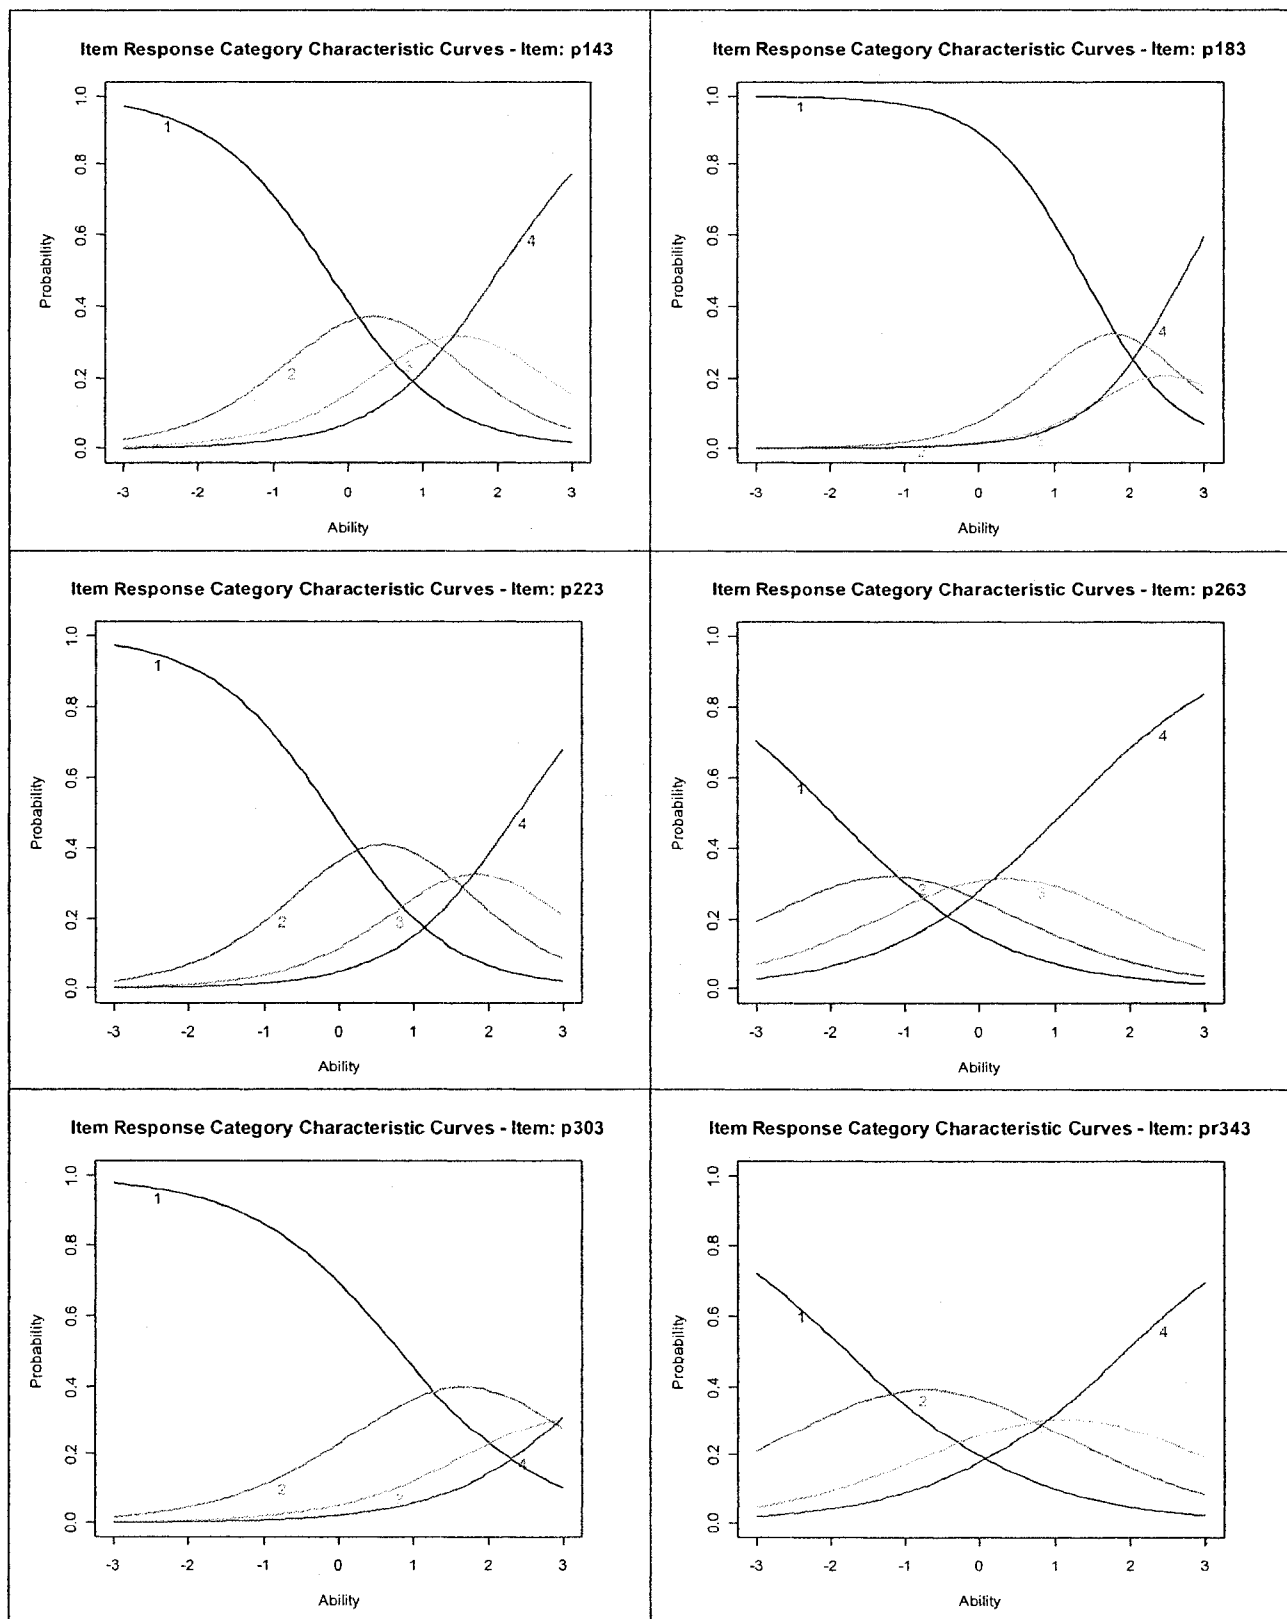 Item Response Category Characteristic Curves - Item: p143
Probability
0.0 0.2 0.4 0.6 0.8 1.0
1
2
3
4
-3 -2 -1 0 1 2 3
Ability
Item Response Category Characteristic Curves - Item: p183
Probability
0.0 0.2 0.4 0.6 0.8 1.0
1
4
-3 -2 -1 0 1 2 3
Ability
Item Response Category Characteristic Curves - Item: p223
Probability
0.0 0.2 0.4 0.6 0.8 1.0
1
2
3
4
-3 -2 -1 0 1 2 3
Ability
Item Response Category Characteristic Curves - Item: p263
Probability
0.0 0.2 0.4 0.6 0.8 1.0
1
2
3
4
-3 -2 -1 0 1 2 3
Ability
Item Response Category Characteristic Curves - Item: p303
Probability
0.0 0.2 0.4 0.6 0.8 1.0
1
2
4
-3 -2 -1 0 1 2 3
Ability
Item Response Category Characteristic Curves - Item: pr343
Probability
0.0 0.2 0.4 0.6 0.8 1.0
1
2
4
-3 -2 -1 0 1 2 3
Ability